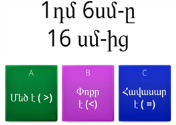 1դմ 6սմ-ը
16 սմ-ից
A
Մեծ է ( >)
B
Փոքր
է (<)
C
Հավասար
է ( =)